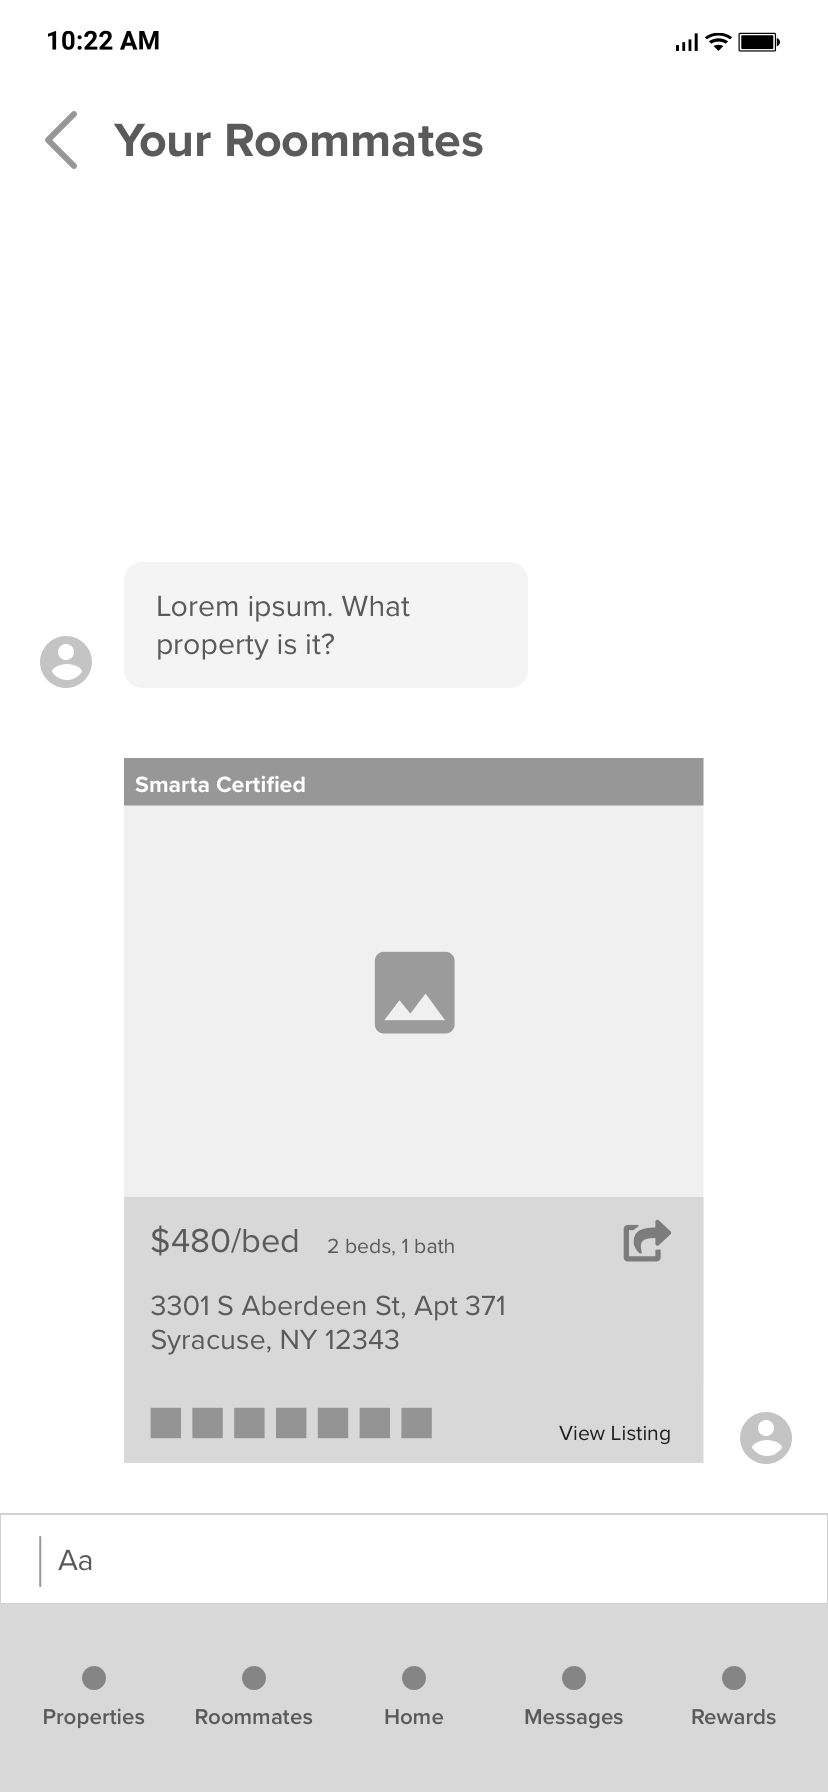 10:22 AM
Your Roommates
Lorem ipsum. What
property is it?
Smarta Certified
$480/bed 2 beds, 1 bath
3301 S Aberdeen St, Apt 371
Syracuse, NY 12343
View Listing
Aa
Properties Roommates Home Messages Rewards